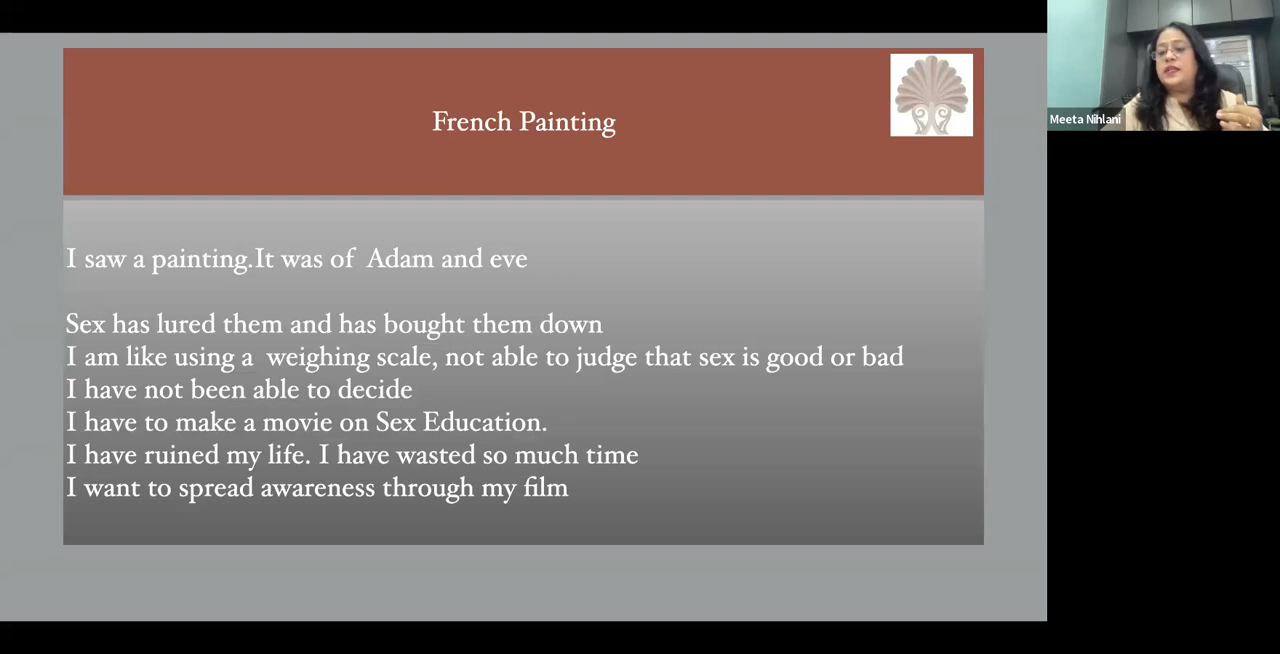 French Painting
Meeta Nihlani
I saw a painting.It was of Adam and eve
Sex has lured them and has bought them down
I am like using a weighing scale, not able to judge that sex is good or bad
I have not been able to decide
I have to make a movie on Sex Education.
I have ruined my life. I have wasted so much time
I want to spread awareness through my film